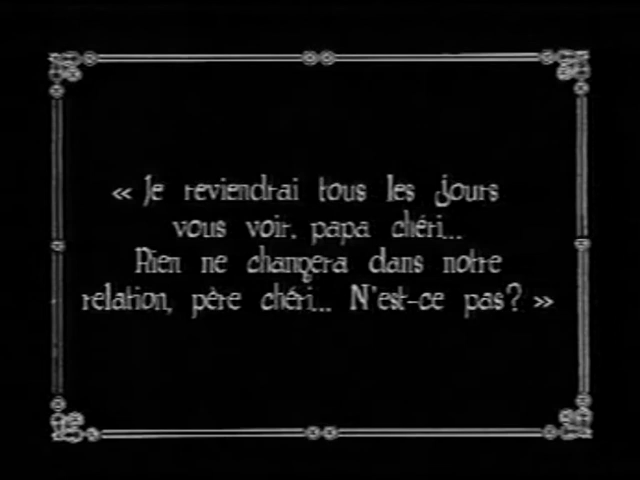 « Je reviendrai tous les jours
vous voir, papa chéri...
Rien ne changera dans notre
relation, père chéri... N'est-ce pas? »